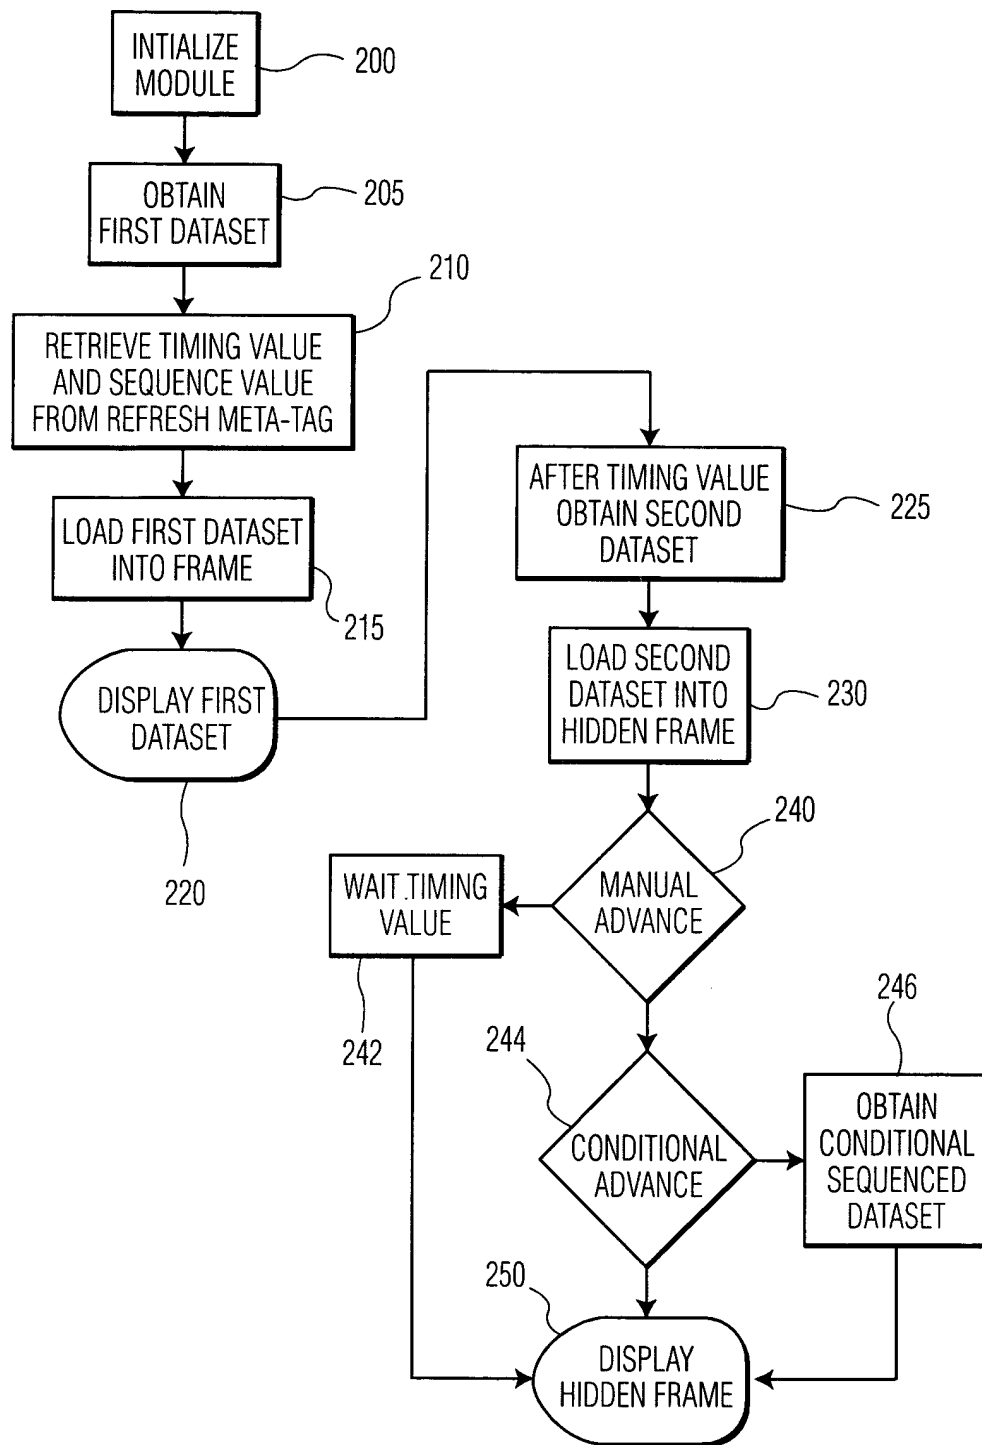 INTIALIZE
MODULE
200
OBTAIN
FIRST DATASET
205
210
RETRIEVE TIMING VALUE
AND SEQUENCE VALUE
FROM REFRESH META-TAG
LOAD FIRST DATASET
INTO FRAME
215
DISPLAY FIRST
DATASET
220
AFTER TIMING VALUE
OBTAIN SECOND
DATASET
225
LOAD SECOND
DATASET INTO
HIDDEN FRAME
230
240
MANUAL
ADVANCE
WAIT TIMING
VALUE
242
244
CONDITIONAL
ADVANCE
246
OBTAIN
CONDITIONAL
SEQUENCED
DATASET
250
DISPLAY
HIDDEN FRAME